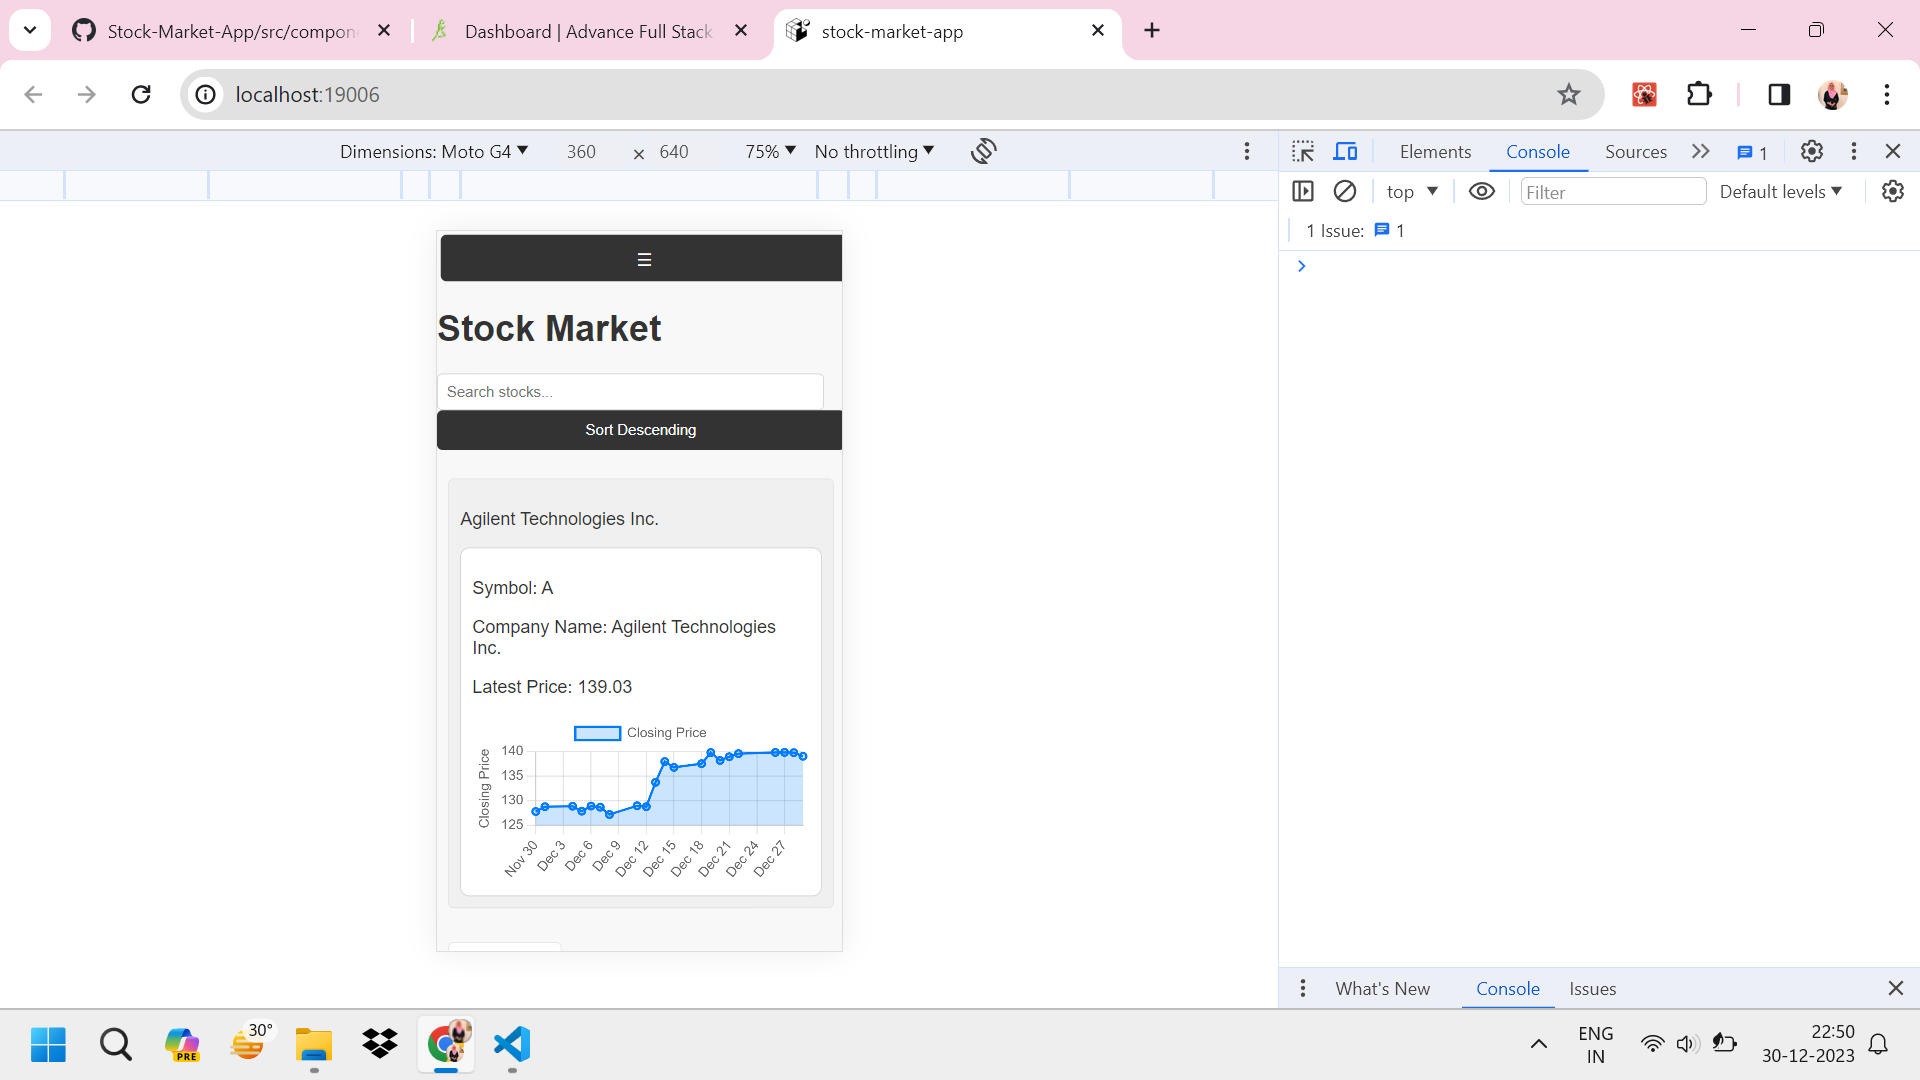 Stock-Market-App/src/compon
Dashboard | Advance Full Stack
stock-market-app
localhost:19006
Dimensions: Moto G4 360 × 640 75% No throttling
Elements Console Sources 1
top Filter Default levels
1 Issue: 1
☰
Stock Market
Search stocks...
Sort Descending
Agilent Technologies Inc.
Symbol: A
Company Name: Agilent Technologies
Inc.
Latest Price: 139.03
Closing Price
Closing Price
140
135
130
125
Nov 30 Dec 3 Dec 6 Dec 9 Dec 12 Dec 15 Dec 18 Dec 21 Dec 24 Dec 27
What's New Console Issues
30°
PRE
ENG
IN
22:50
30-12-2023